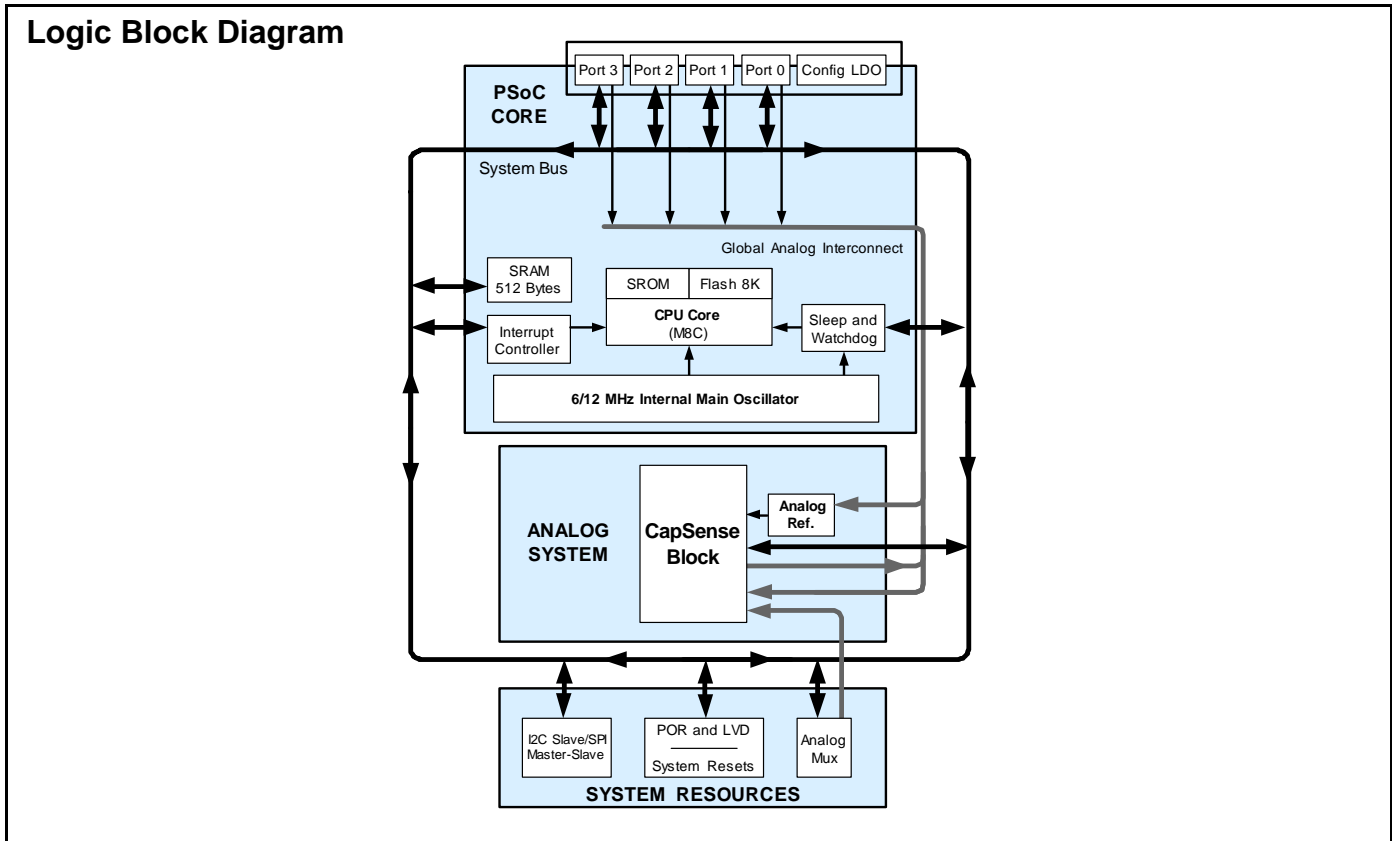 Logic Block Diagram
Port 3
Port 2
Port 1
Port 0
Config LDO
PSoC
CORE
System Bus
Global Analog Interconnect
SRAM
512 Bytes
SROM
Flash 8K
CPU Core
(M8C)
Interrupt
Controller
Sleep and
Watchdog
6/12 MHz Internal Main Oscillator
ANALOG
SYSTEM
CapSense
Block
Analog
Ref.
I2C Slave/SPI
Master-Slave
POR and LVD
System Resets
Analog
Mux
SYSTEM RESOURCES